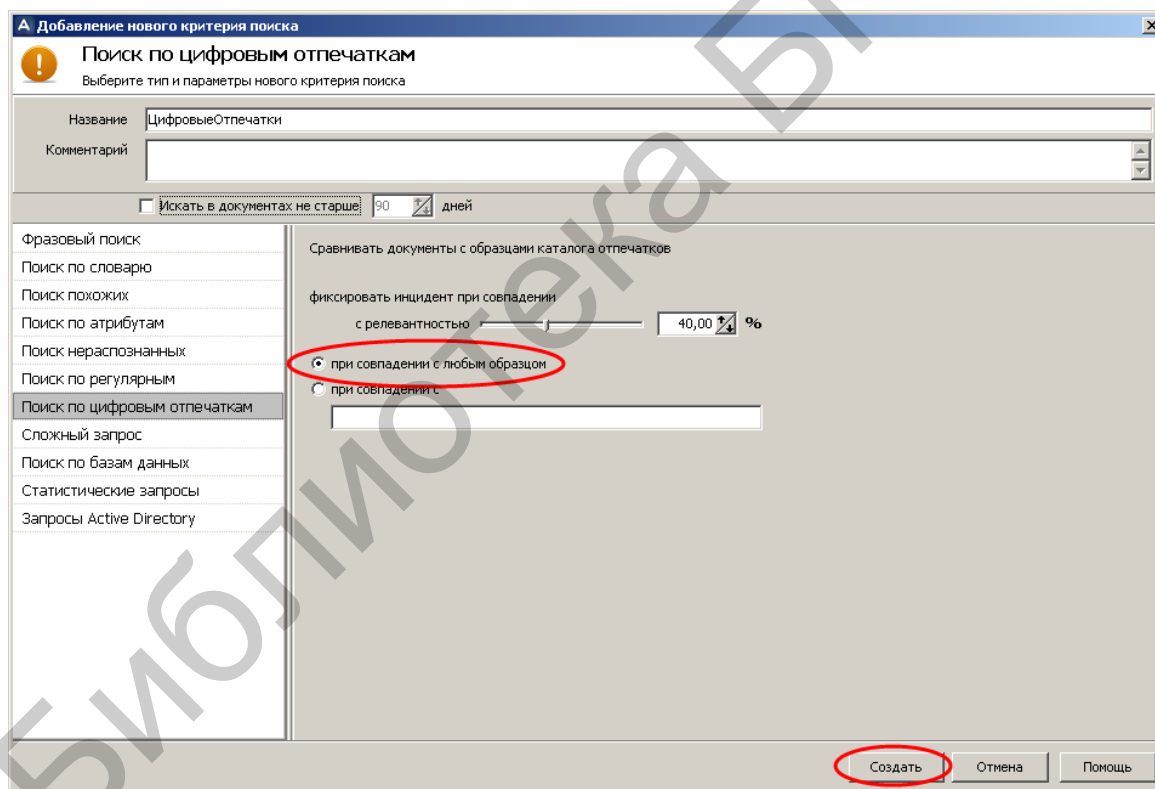 Добавление нового критерия поиска
Поиск по цифровым отпечаткам
Выберите тип и параметры нового критерия поиска
Название ЦифровыеОтпечатки
Комментарий
Искать в документах не старше 90 дней
Фразовый поиск
Поиск по словарю
Поиск похожих
Поиск по атрибутам
Поиск нераспознанных
Поиск по регулярным
Поиск по цифровым отпечаткам
Сложный запрос
Поиск по базам данных
Статистические запросы
Запросы Active Directory
Сравнивать документы с образцами каталога отпечатков
фиксировать инцидент при совпадении
с релевантностью 40,00 %
при совпадении с любым образцом
при совпадении с
Создать Отмена Помощь
Библиотека